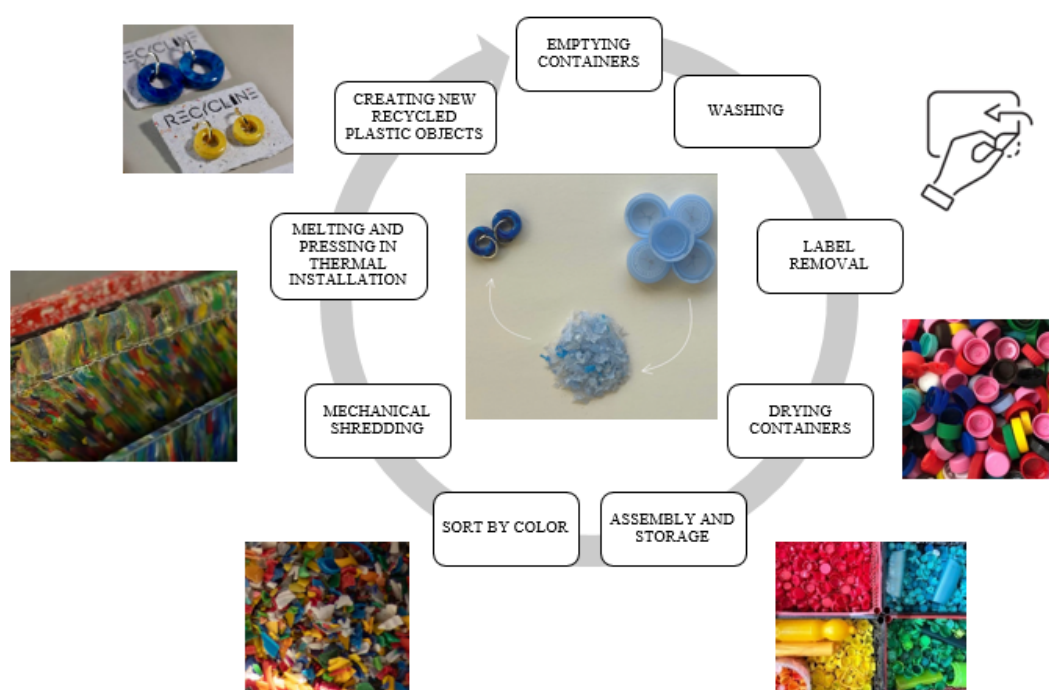 EMPTYING
CONTAINERS
WASHING
LABEL
REMOVAL
DRYING
CONTAINERS
ASSEMBLY AND
STORAGE
SORT BY COLOR
MECHANICAL
SHREDDING
MELTING AND
PRESSING IN
THERMAL
INSTALLATION
CREATING NEW
RECYCLED
PLASTIC OBJECTS
RECYCLINE
RECYCLINE